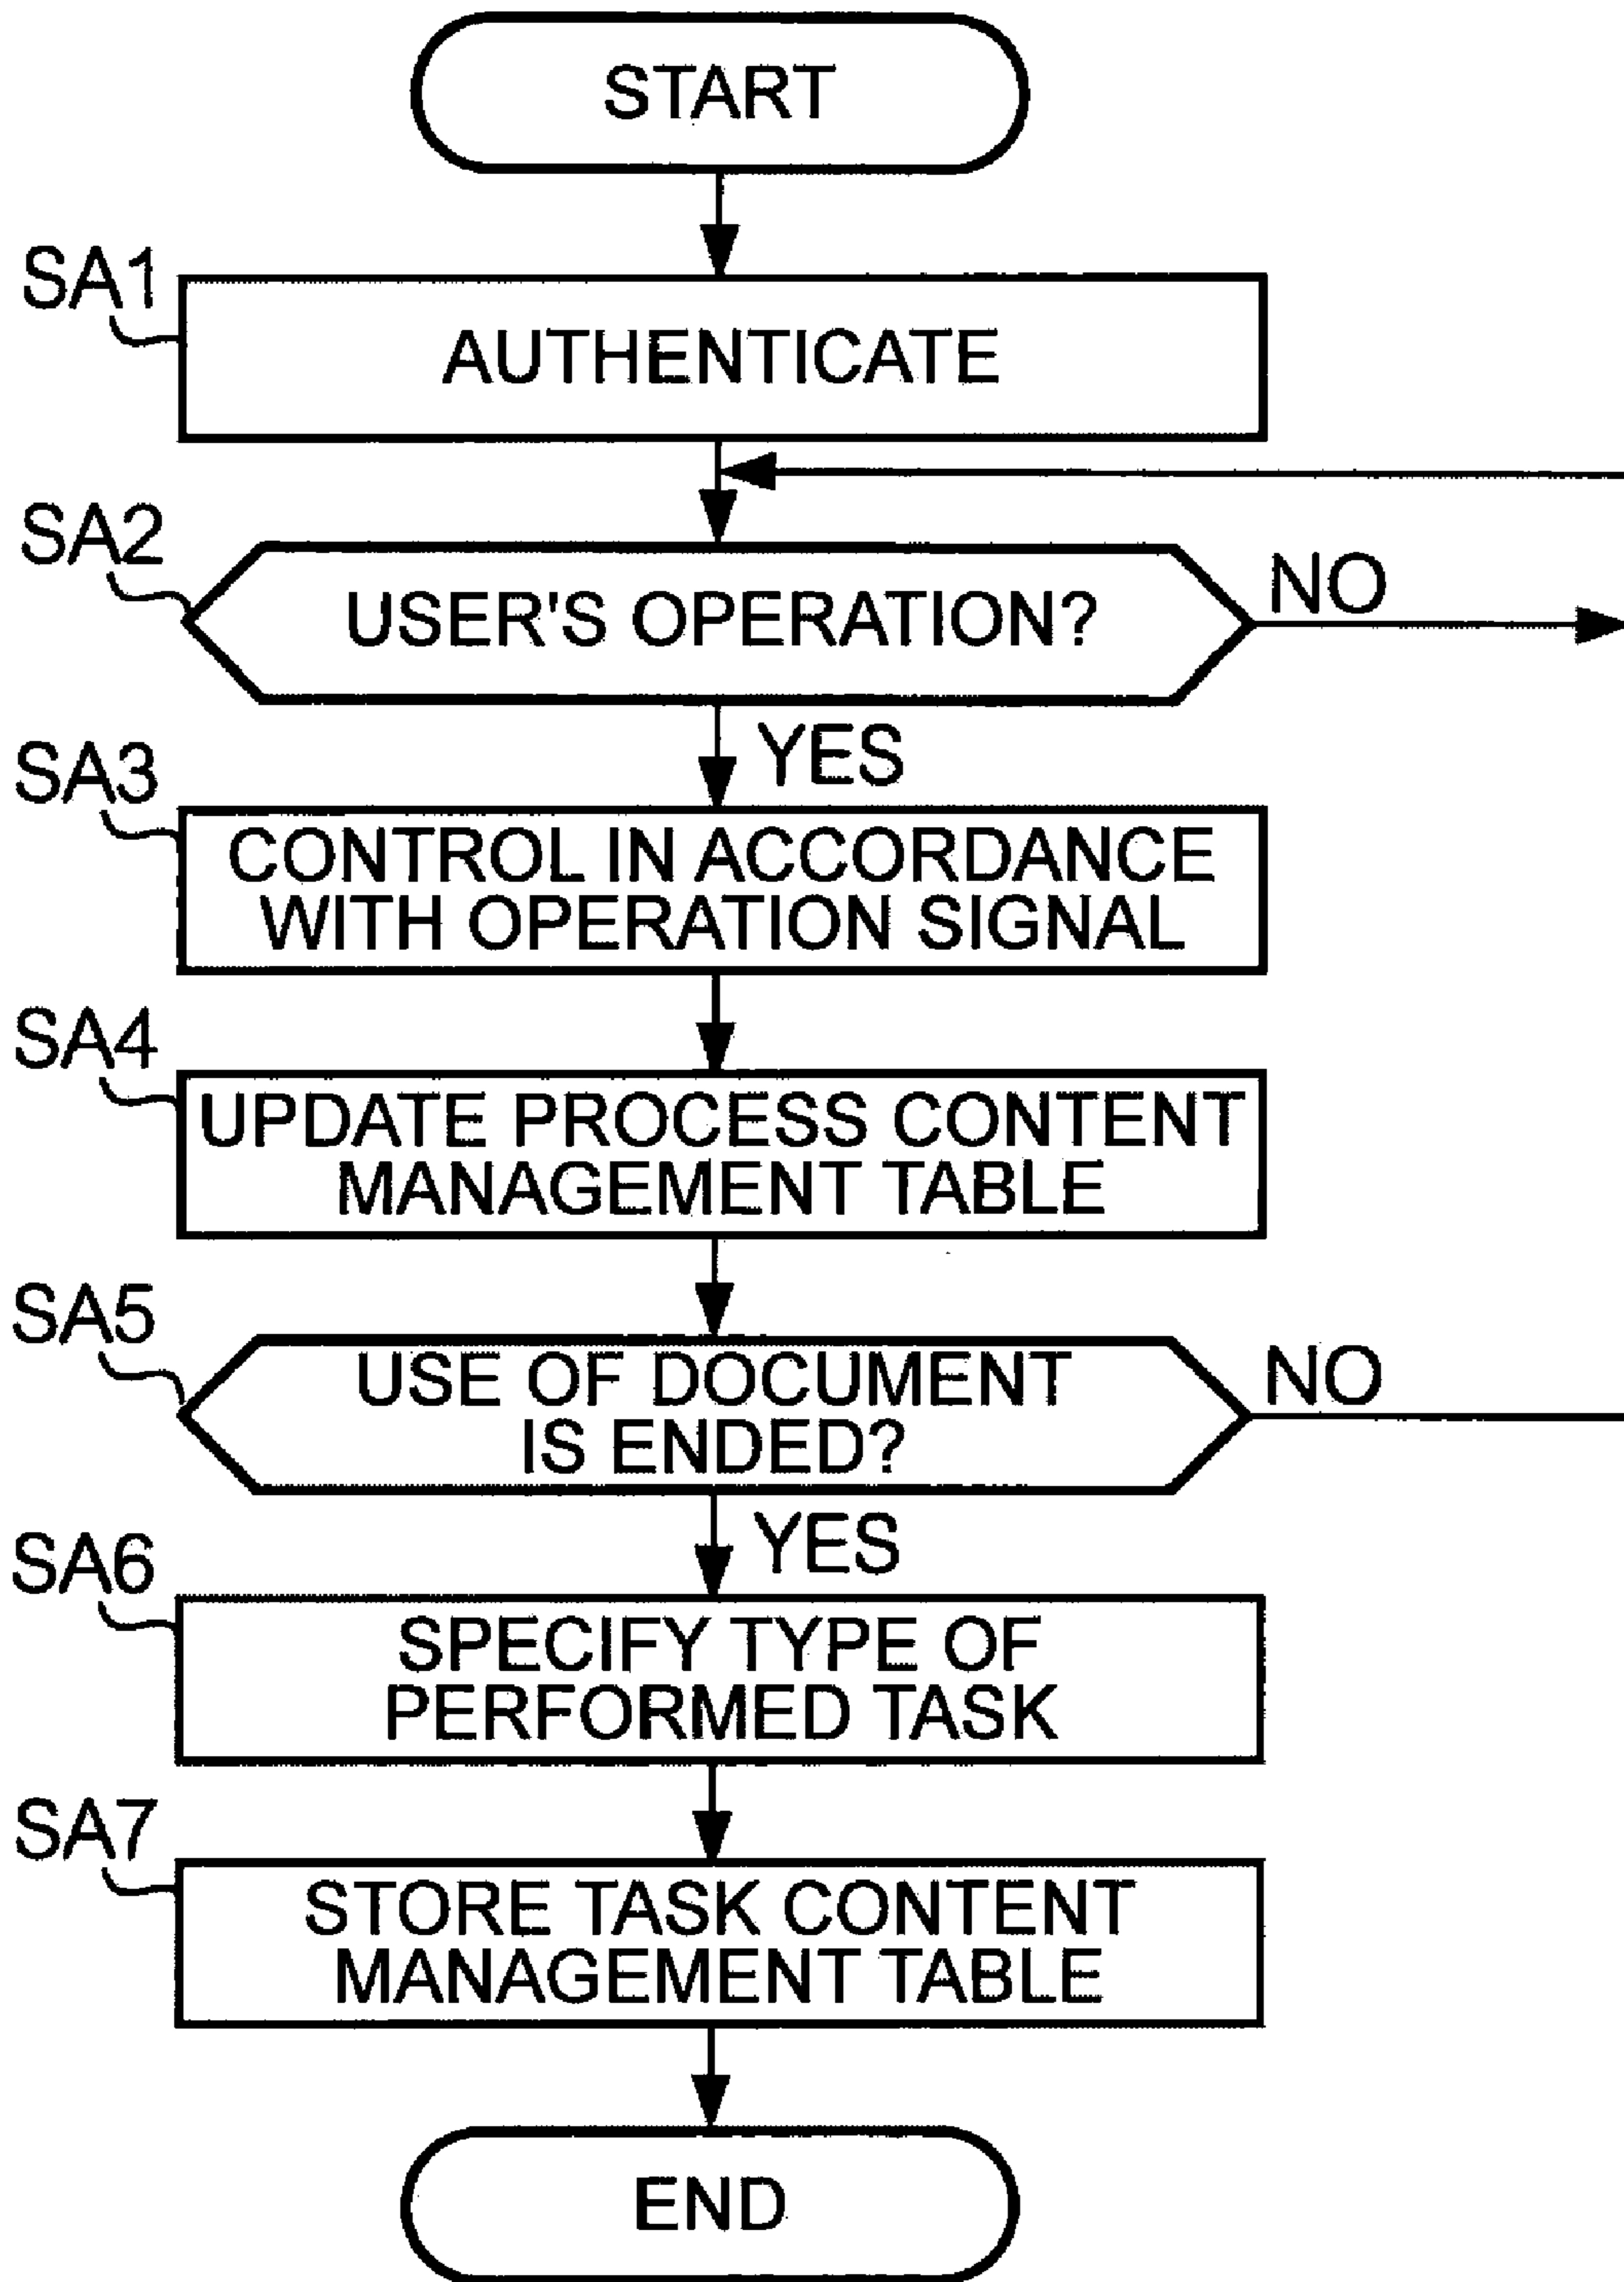 START
SA1
AUTHENTICATE
SA2
USER'S OPERATION?
NO
YES
SA3
CONTROL IN ACCORDANCE
WITH OPERATION SIGNAL
SA4
UPDATE PROCESS CONTENT
MANAGEMENT TABLE
SA5
USE OF DOCUMENT
IS ENDED?
NO
YES
SA6
SPECIFY TYPE OF
PERFORMED TASK
SA7
STORE TASK CONTENT
MANAGEMENT TABLE
END